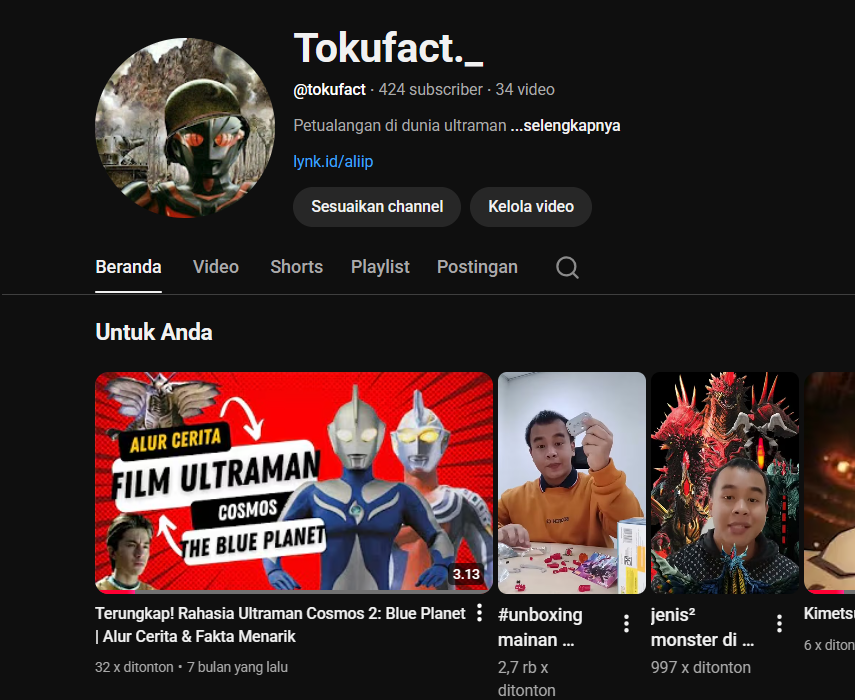 Tokufact._
@tokufact · 424 subscriber · 34 video
Petualangan di dunia ultraman ...selengkapnya
lynk.id/aliip
Sesuaikan channel Kelola video
Beranda Video Shorts Playlist Postingan
Untuk Anda
ALUR CERITA
FILM ULTRAMAN
COSMOS
THE BLUE PLANET
3.13
Terungkap! Rahasia Ultraman Cosmos 2: Blue Planet
| Alur Cerita & Fakta Menarik
32 x ditonton • 7 bulan yang lalu
#unboxing
mainan ...
2,7 rb x
ditonton
jenis²
monster di ...
997 x ditonton
Kimetsu
6 x diton